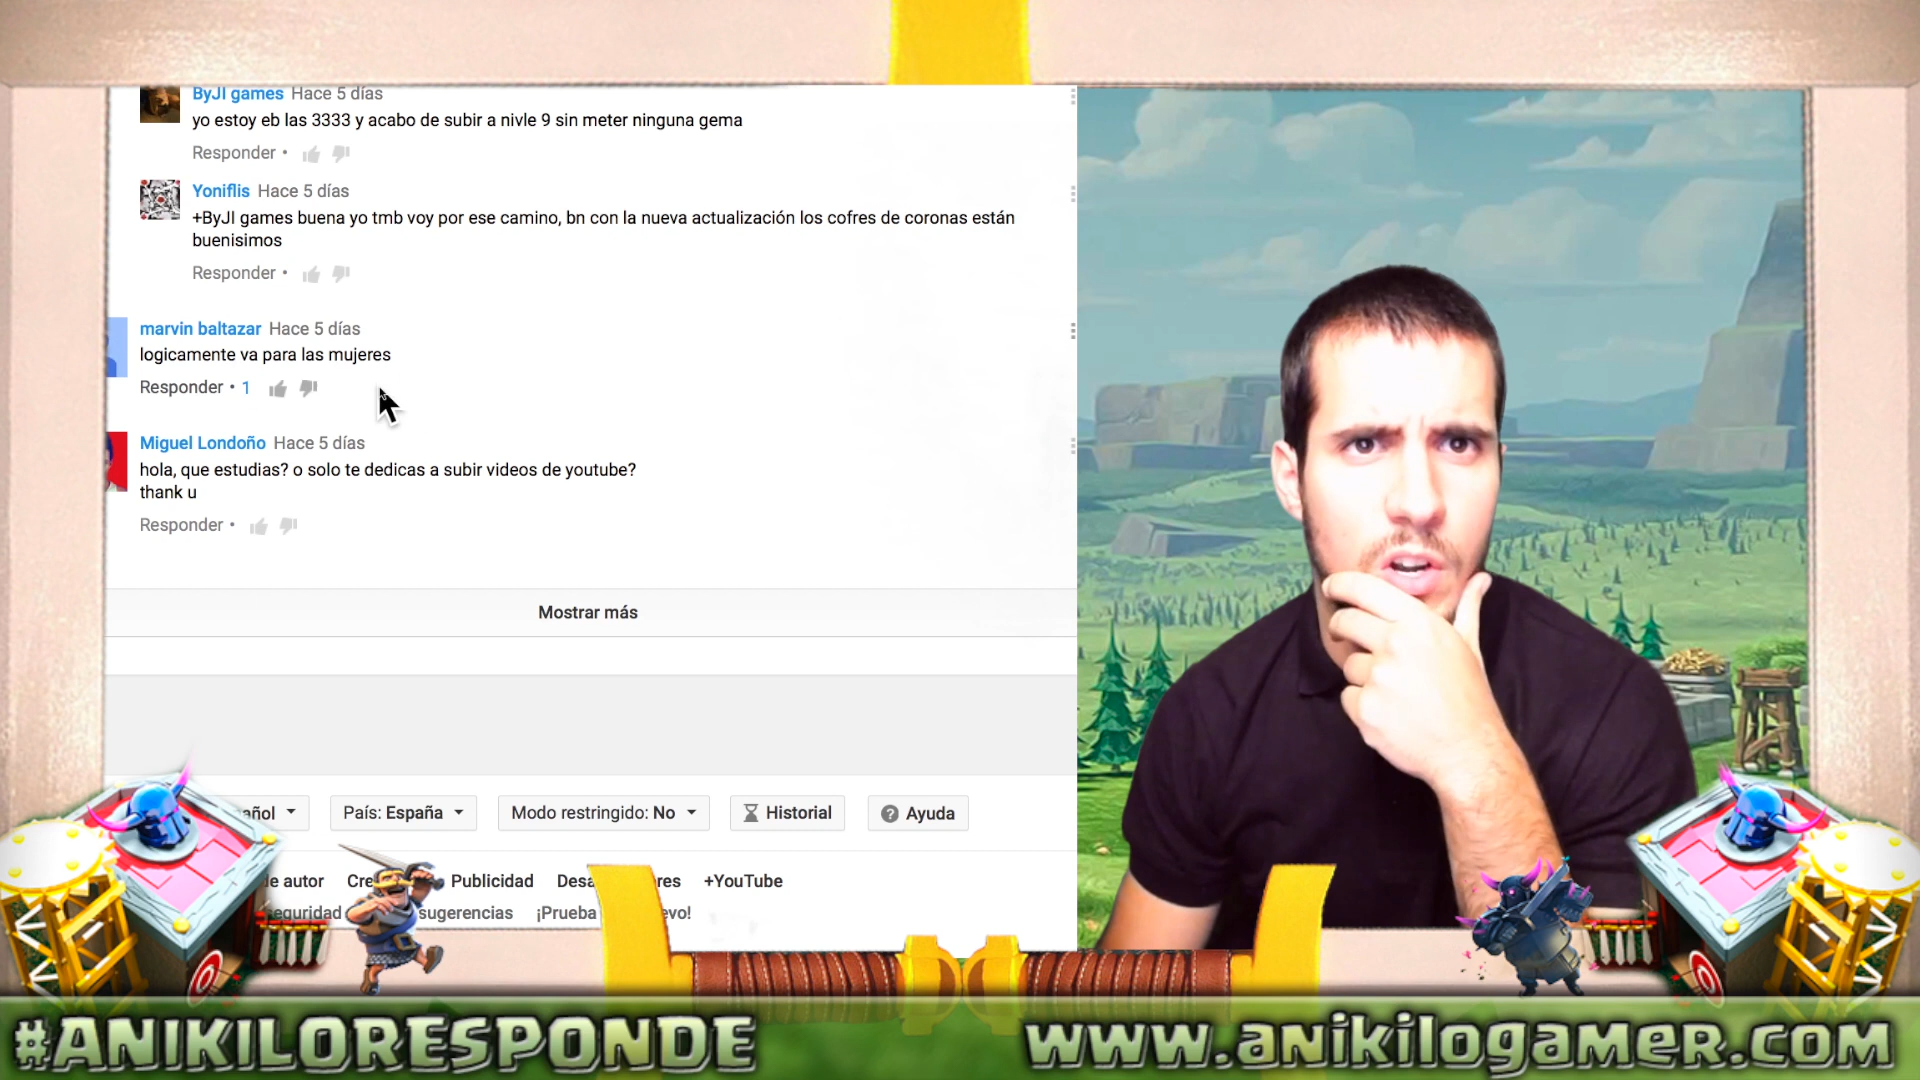 ByJI games Hace 5 días
yo estoy eb las 3333 y acabo de subir a nivle 9 sin meter ninguna gema
Responder •
Yoniflis Hace 5 días
+ByJI games buena yo tmb voy por ese camino, bn con la nueva actualización los cofres de coronas están
buenisimos
Responder •
marvin baltazar Hace 5 días
logicamente va para las mujeres
Responder • 1
Miguel Londoño Hace 5 días
hola, que estudias? o solo te dedicas a subir videos de youtube?
thank u
Responder •
Mostrar más
País: España Modo restringido: No Historial Ayuda
autor Publicidad +YouTube
sugerencias ¡Prueba
#ANIKILORESPONDE www.anikilogamer.com